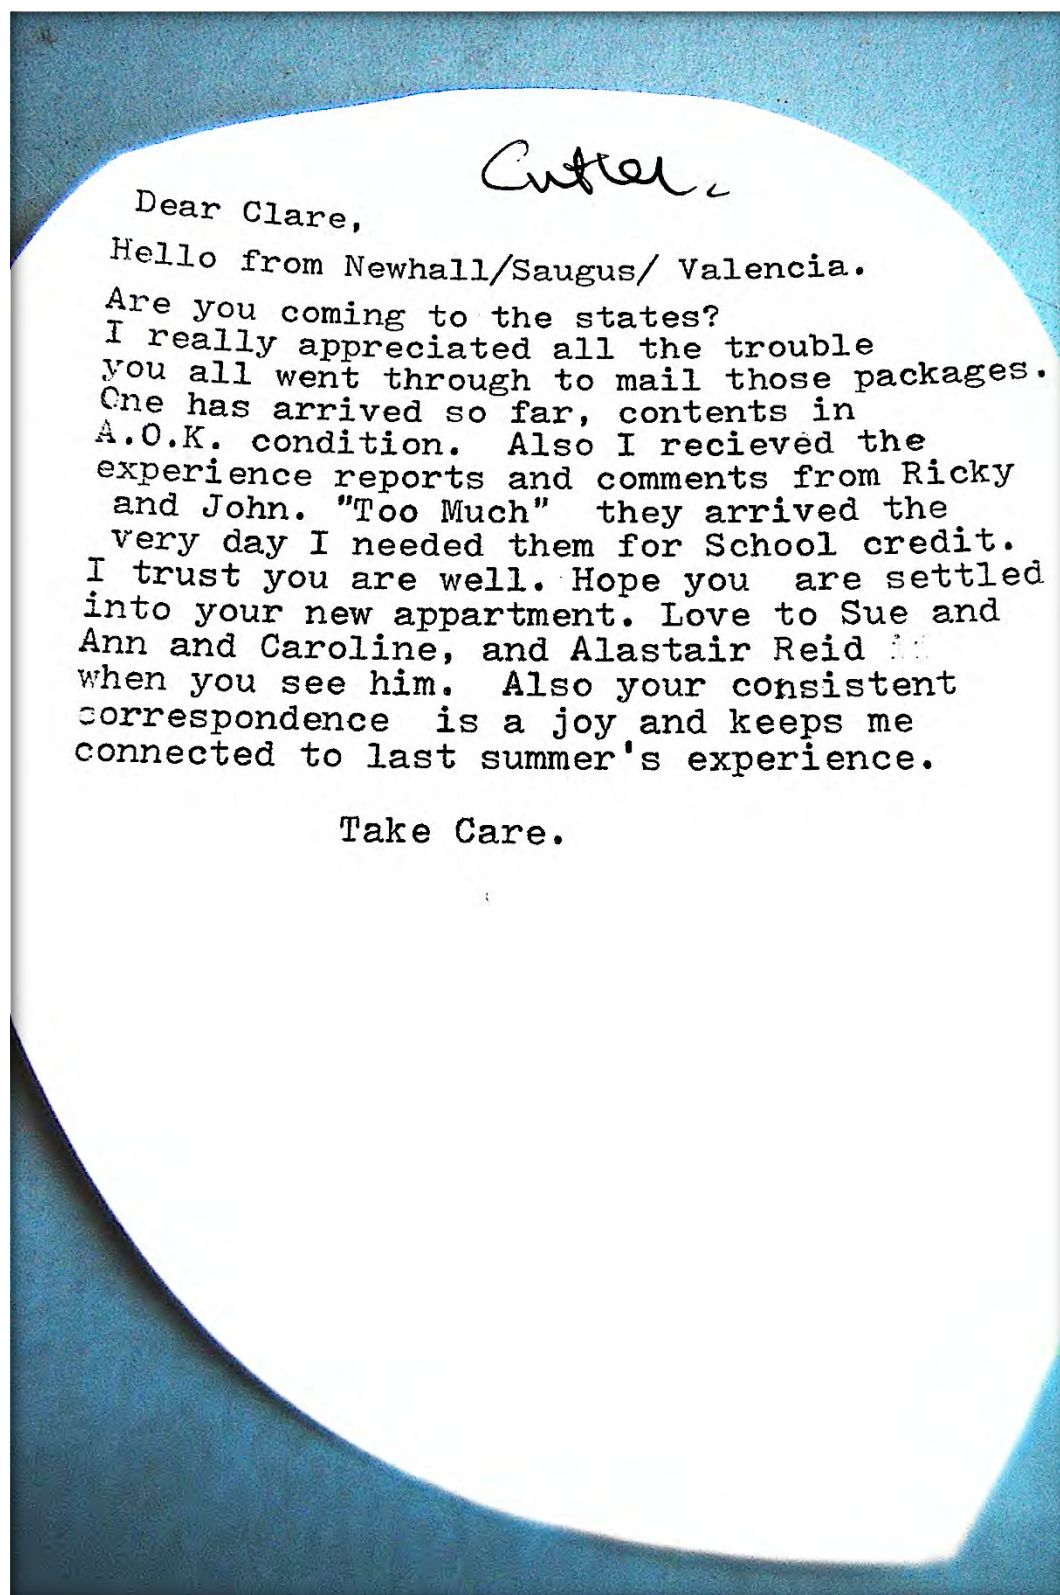 Cutler.
Dear Clare,
Hello from Newhall/Saugus/ Valencia.
Are you coming to the states?
I really appreciated all the trouble
you all went through to mail those packages.
One has arrived so far, contents in
A.O.K. condition. Also I recieved the
experience reports and comments from Ricky
and John. "Too Much" they arrived the
very day I needed them for School credit.
I trust you are well. Hope you are settled
into your new appartment. Love to Sue and
Ann and Caroline, and Alastair Reid
when you see him. Also your consistent
correspondence is a joy and keeps me
connected to last summer's experience.
Take Care.